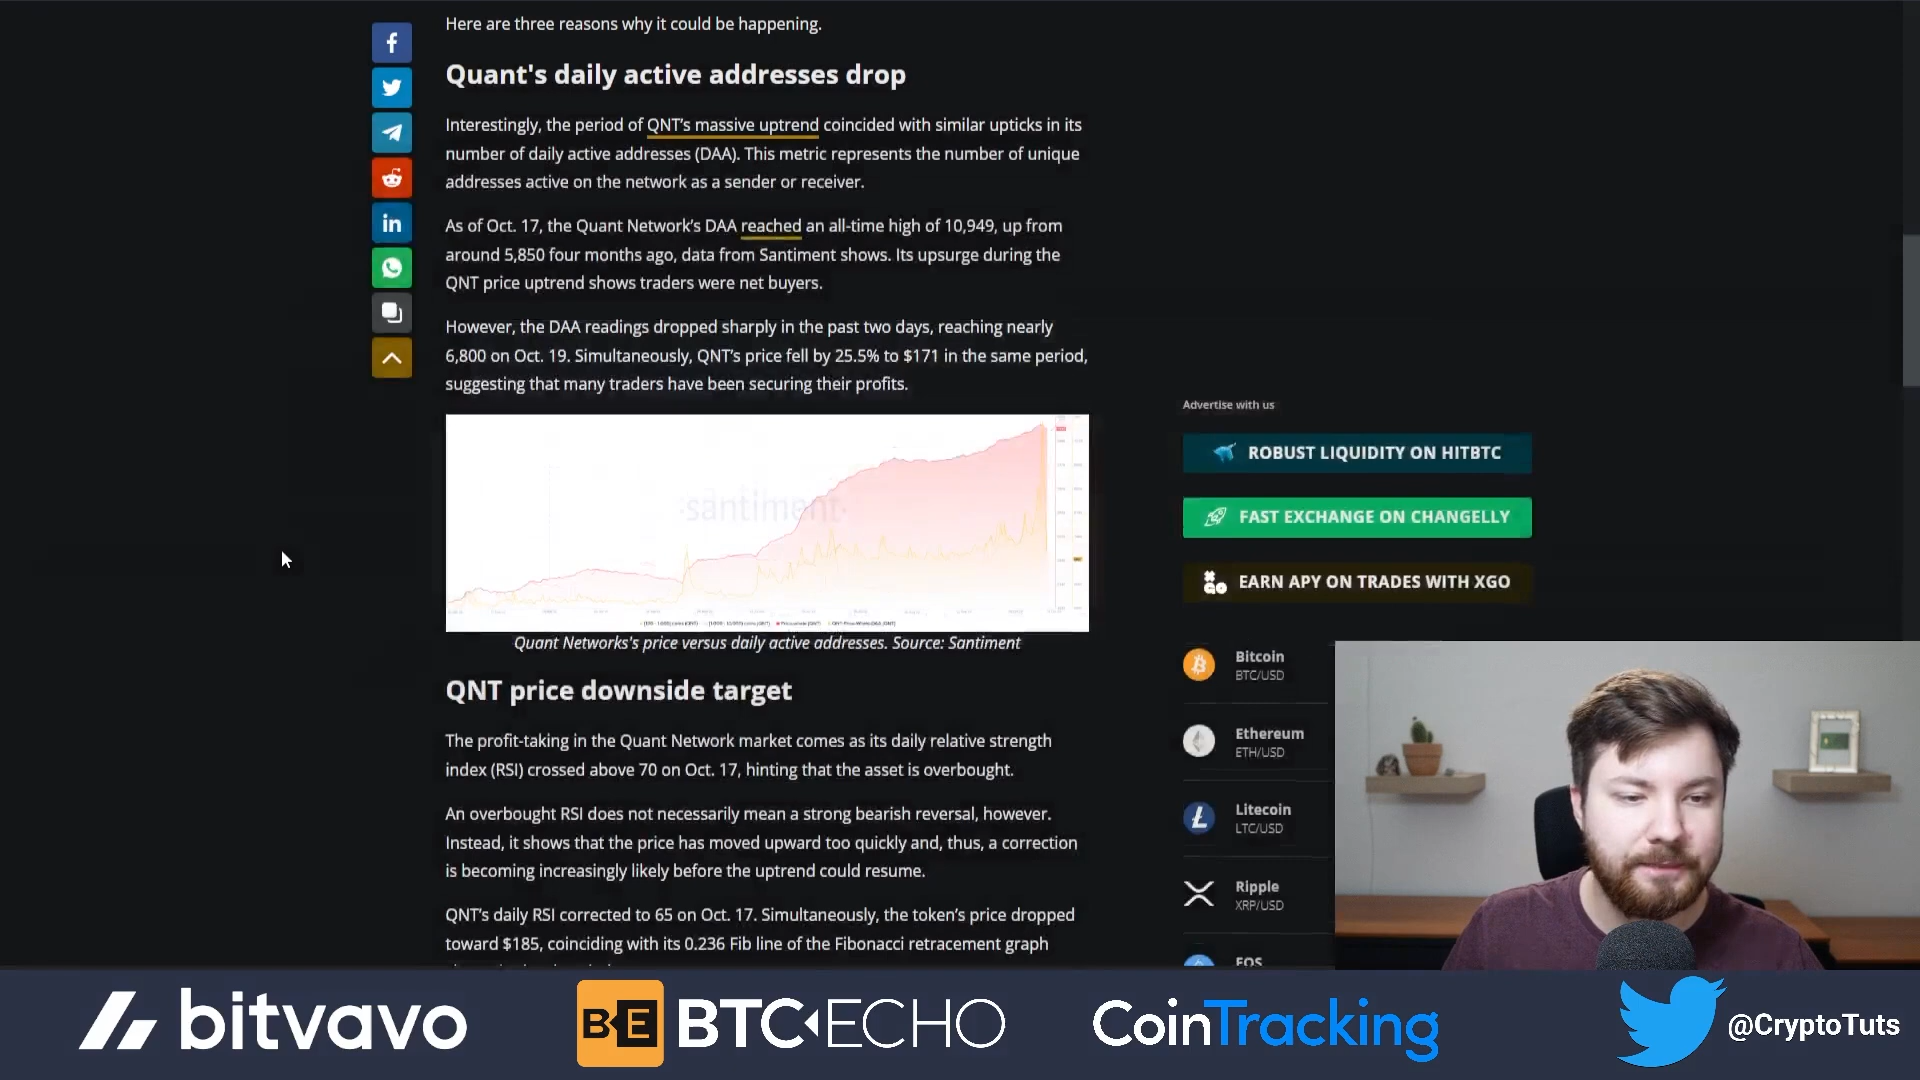 Here are three reasons why it could be happening.
Quant's daily active addresses drop
Interestingly, the period of QNT's massive uptrend coincided with similar upticks in its
number of daily active addresses (DAA). This metric represents the number of unique
addresses active on the network as a sender or receiver.
As of Oct. 17, the Quant Network's DAA reached an all-time high of 10,949, up from
around 5,850 four months ago, data from Santiment shows. Its upsurge during the
QNT price uptrend shows traders were net buyers.
However, the DAA readings dropped sharply in the past two days, reaching nearly
6,800 on Oct. 19. Simultaneously, QNT's price fell by 25.5% to $171 in the same period,
suggesting that many traders have been securing their profits.
santiment
Quant Networks's price versus daily active addresses. Source: Santiment
QNT price downside target
The profit-taking in the Quant Network market comes as its daily relative strength
index (RSI) crossed above 70 on Oct. 17, hinting that the asset is overbought.
An overbought RSI does not necessarily mean a strong bearish reversal, however.
Instead, it shows that the price has moved upward too quickly and, thus, a correction
is becoming increasingly likely before the uptrend could resume.
QNT's daily RSI corrected to 65 on Oct. 17. Simultaneously, the token's price dropped
toward $185, coinciding with its 0.236 Fib line of the Fibonacci retracement graph
Advertise with us
ROBUST LIQUIDITY ON HITBTC
FAST EXCHANGE ON CHANGELLY
EARN APY ON TRADES WITH XGO
Bitcoin
BTC/USD
Ethereum
ETH/USD
Litecoin
LTC/USD
Ripple
XRP/USD
EOS
bitvavo
BE BTC ECHO
CoinTracking
@CryptoTuts